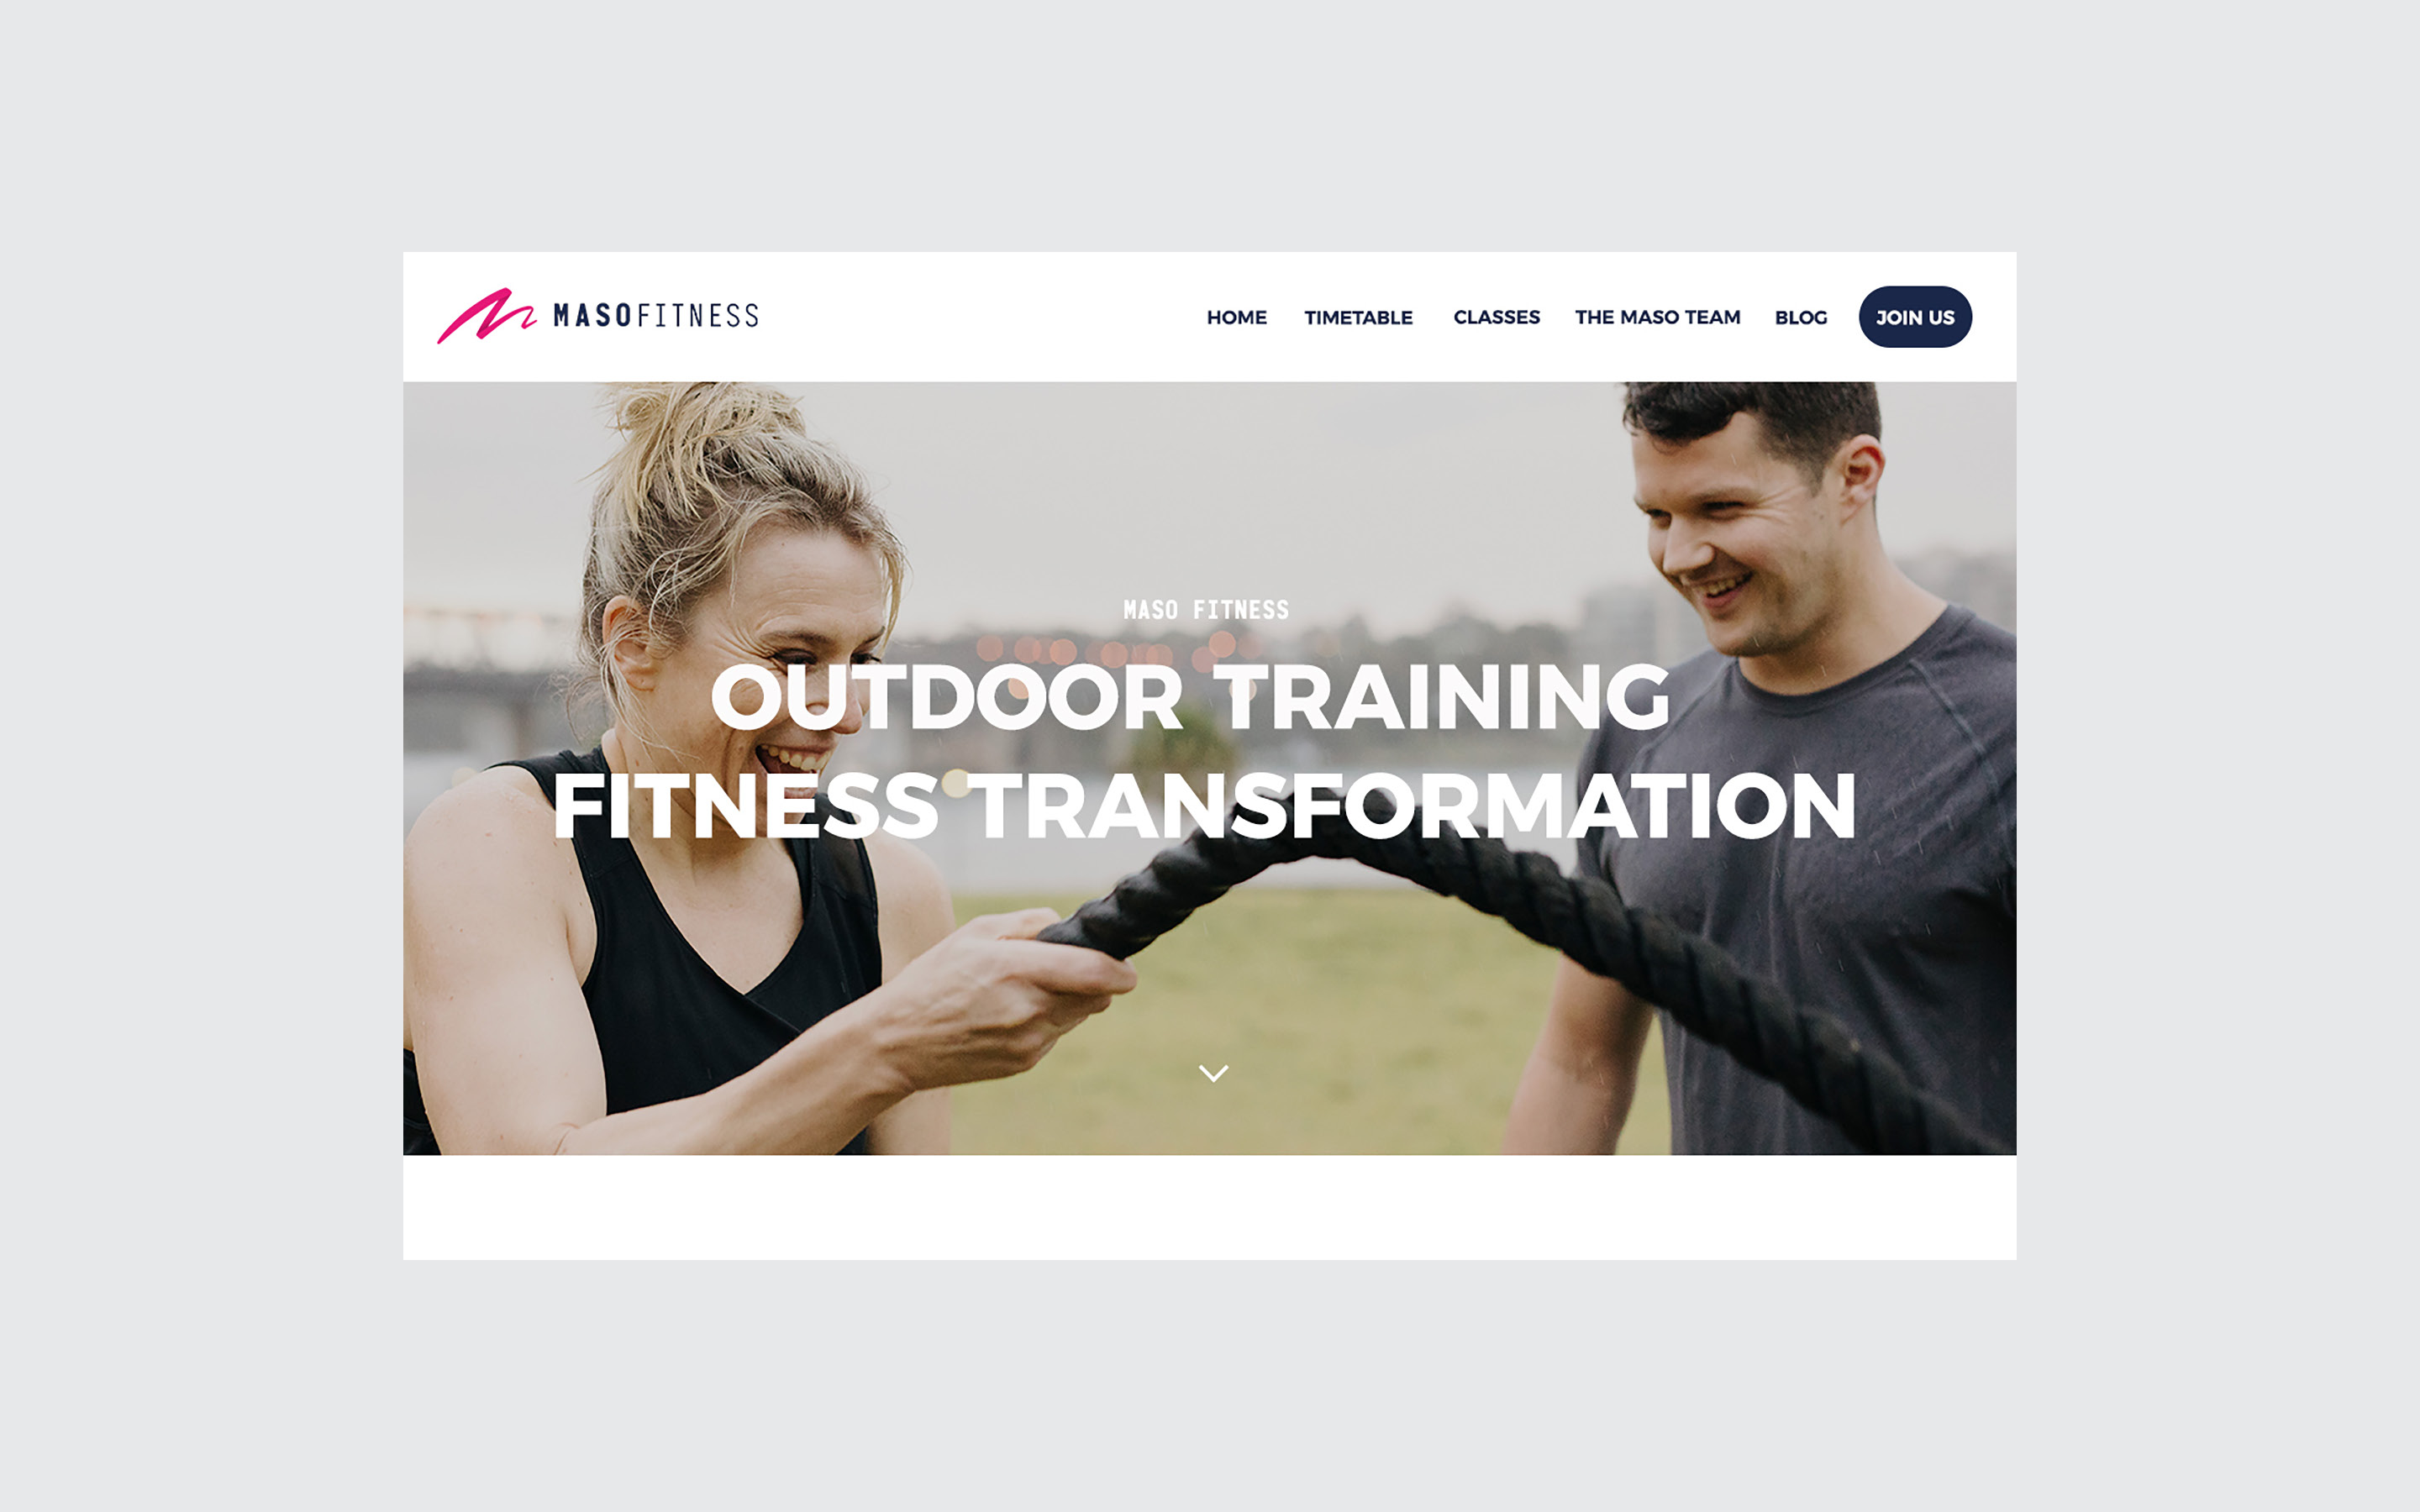 MASOFITNESS
HOME TIMETABLE CLASSES THE MASO TEAM BLOG JOIN US
MASO FITNESS
OUTDOOR TRAINING
FITNESS TRANSFORMATION